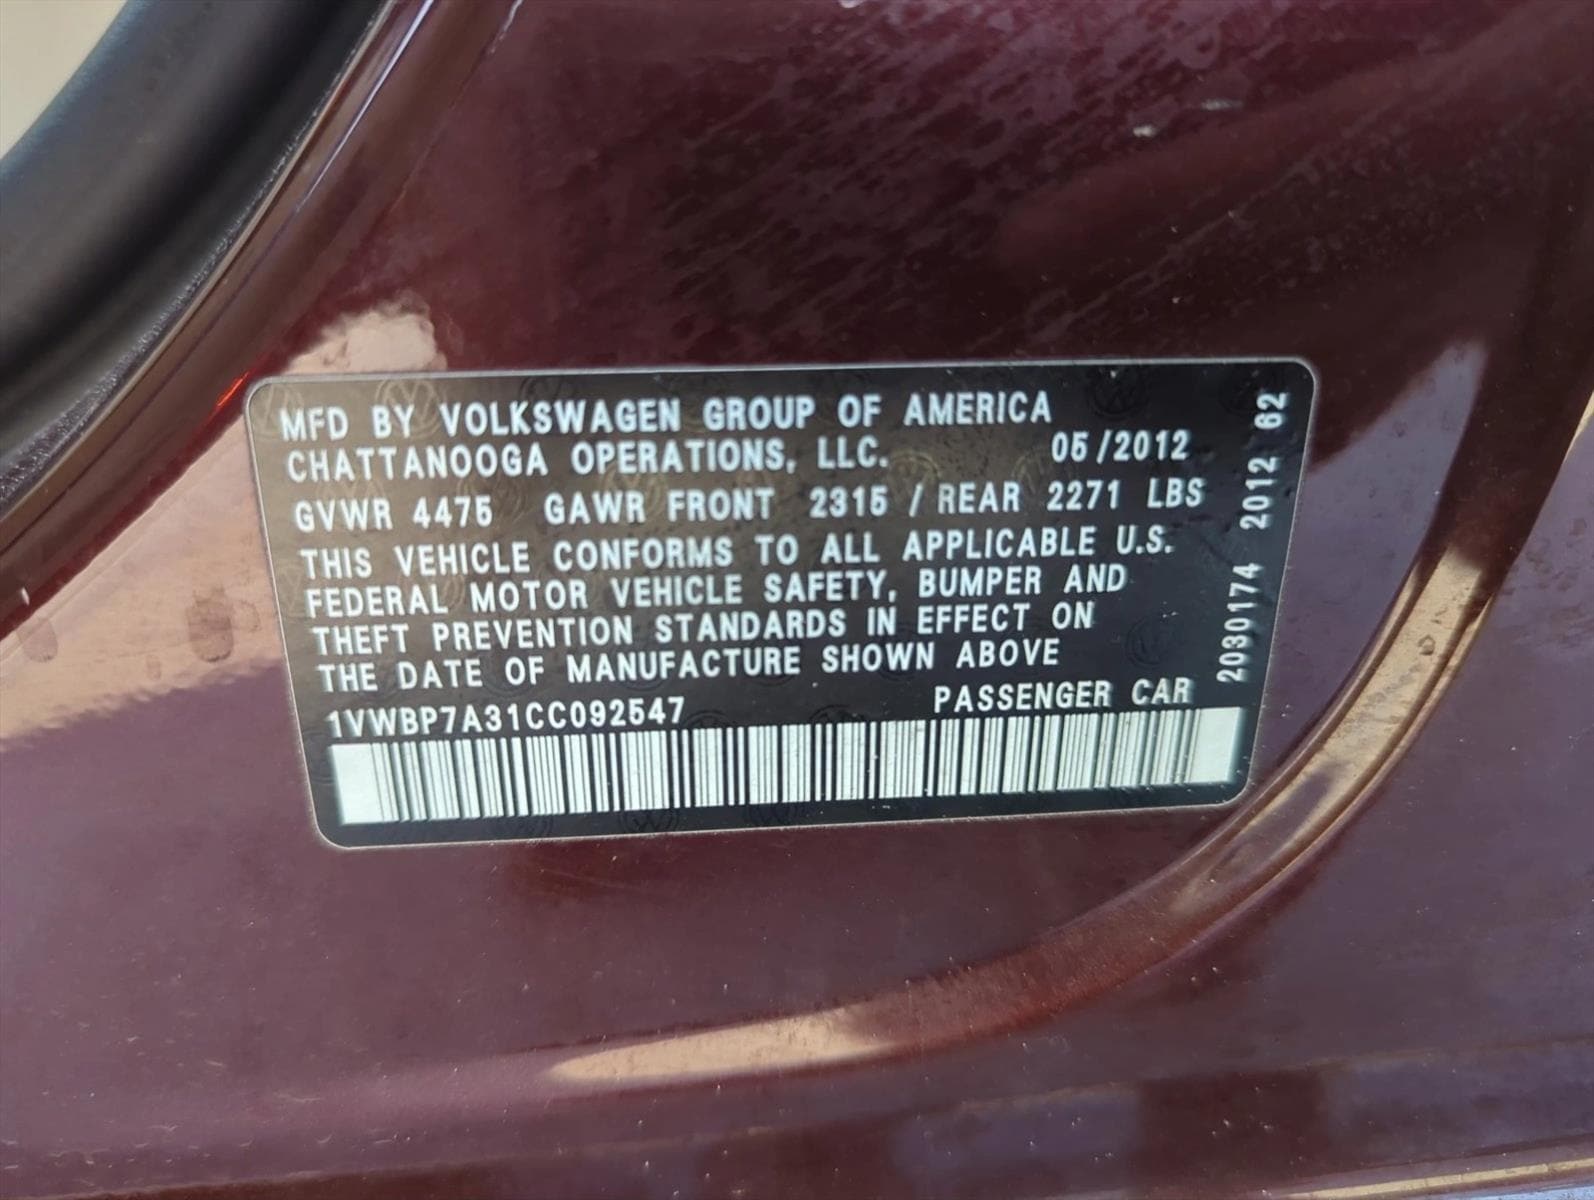 MFD BY VOLKSWAGEN GROUP OF AMERICA
CHATTANOOGA OPERATIONS, LLC. 05/2012
GVWR 4475 GAWR FRONT 2315 / REAR 2271 LBS
THIS VEHICLE CONFORMS TO ALL APPLICABLE U.S.
FEDERAL MOTOR VEHICLE SAFETY, BUMPER AND
THEFT PREVENTION STANDARDS IN EFFECT ON
THE DATE OF MANUFACTURE SHOWN ABOVE
1VWBP7A31CC092547 PASSENGER CAR
2030174 2012 62